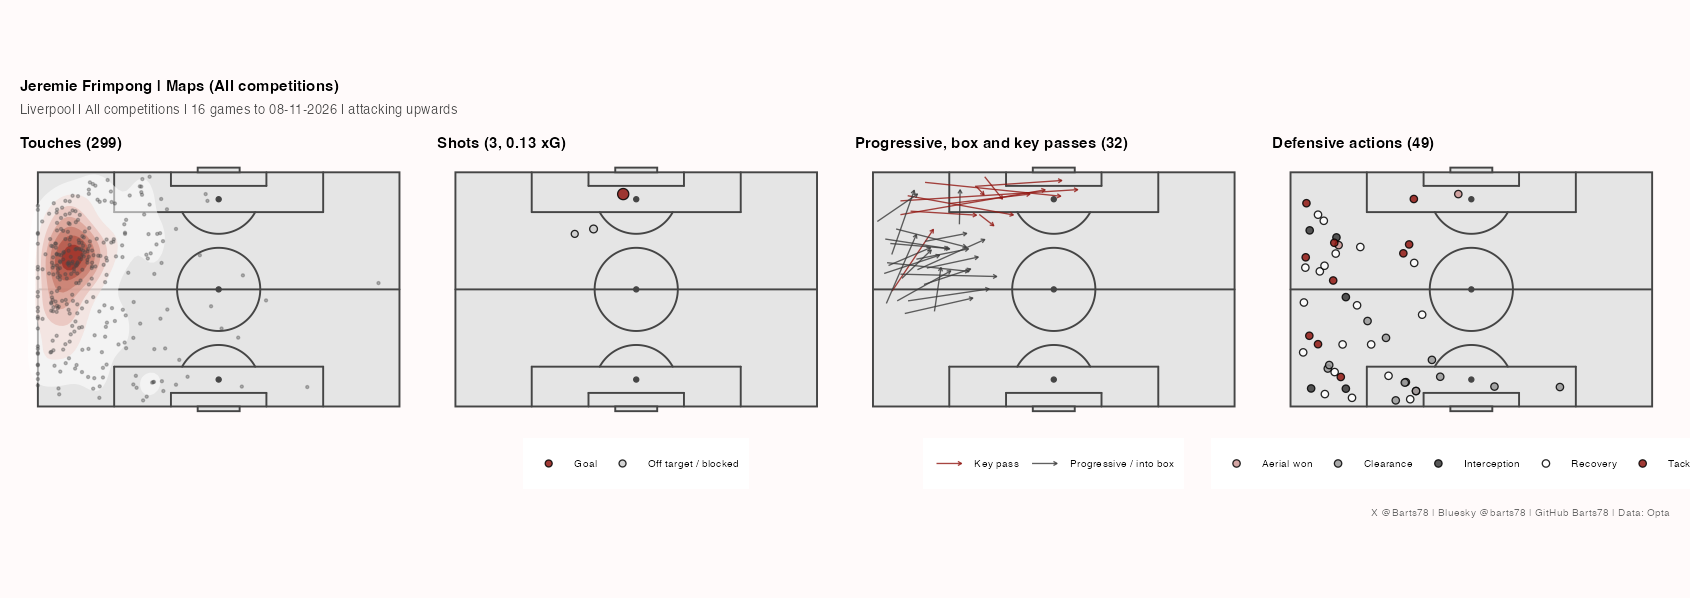 Jeremie Frimpong | Maps (All competitions)
Liverpool | All competitions | 16 games to 08-11-2026 | attacking upwards
Touches (299)
Shots (3, 0.13 xG)
Progressive, box and key passes (32)
Defensive actions (49)
Goal
Off target / blocked
Key pass
Progressive / into box
Aerial won
Clearance
Interception
Recovery
Tack
X @Barts78 | Bluesky @barts78 | GitHub Barts78 | Data: Opta